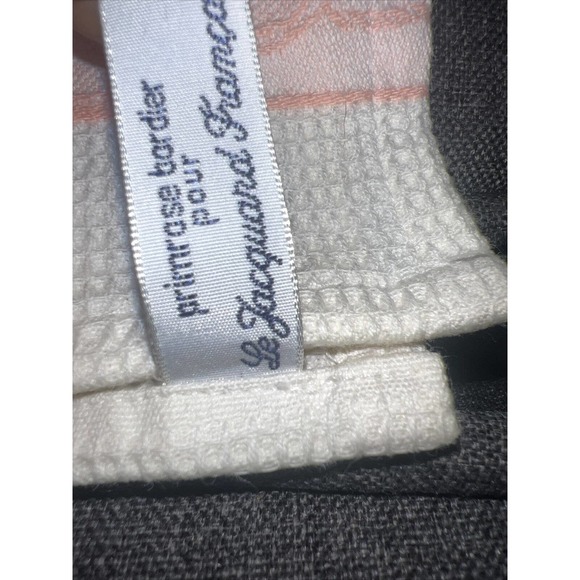 primrose bordier
pour
Le Jacquard Françai